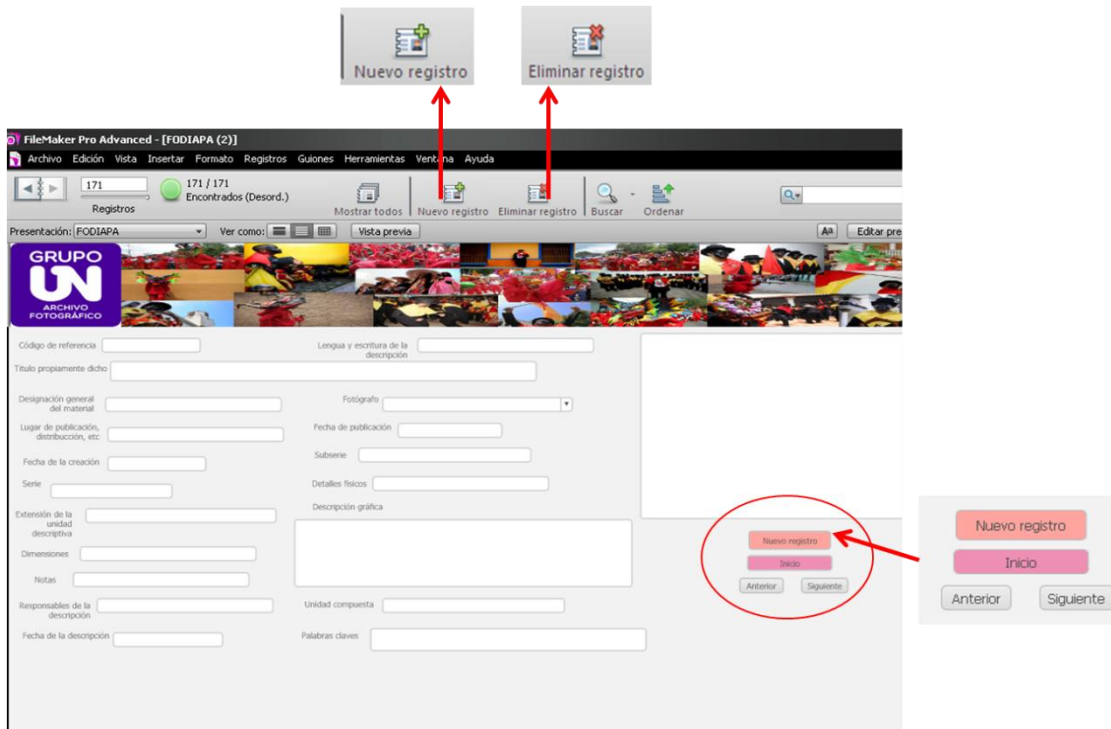 Nuevo registro
Eliminar registro
FileMaker Pro Advanced - [FODIAPA (2)]
Archivo Edición Vista Insertar Formato Registros Guiones Herramientas Ventana Ayuda
171
171 / 171
Encontrados (Desord.)
Registros
Mostrar todos
Nuevo registro
Eliminar registro
Buscar
Ordenar
Presentación: FODIAPA
Ver como:
Vista previa
Aa
Editar pre
GRUPO
UN
ARCHIVO
FOTOGRÁFICO
Código de referencia
Lengua y escritura de la
descripción
Titulo propiamente dicho
Designación general
del material
Fotógrafo
Lugar de publicación,
distribucción, etc
Fecha de publicación
Fecha de la creación
Subserie
Serie
Detalles físicos
Extensión de la
unidad
descriptiva
Descripción gráfica
Dimensiones
Notas
Responsables de la
descripción
Unidad compuesta
Fecha de la descripción
Palabras claves
Nuevo registro
Inicio
Anterior
Siguiente
Nuevo registro
Inicio
Anterior
Siguiente